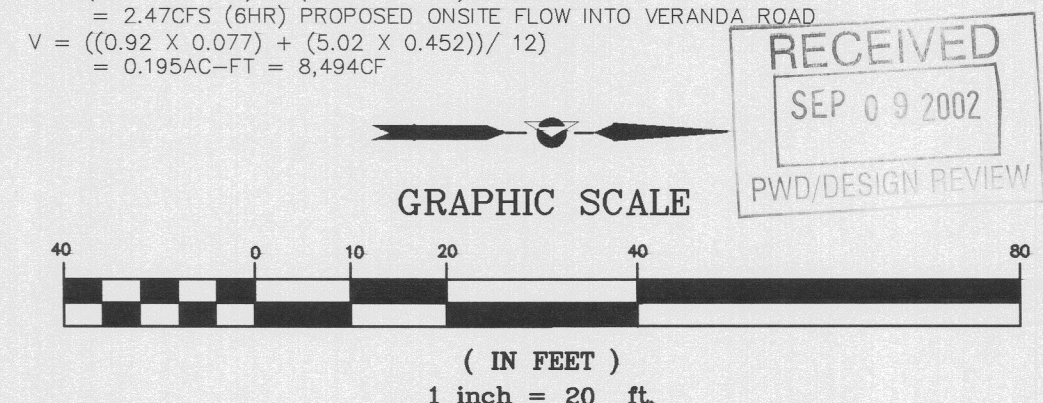 = 2.47CFS (6HR) PROPOSED ONSITE FLOW INTO VERANDA ROAD
V = ((0.92 X 0.077) + (5.02 X 0.452))/ 12)
= 0.195AC-FT = 8,494CF
RECEIVED
SEP 09 2002
PWD/DESIGN REVIEW
GRAPHIC SCALE
40 0 10 20 40 80
( IN FEET )
1 inch = 20 ft.